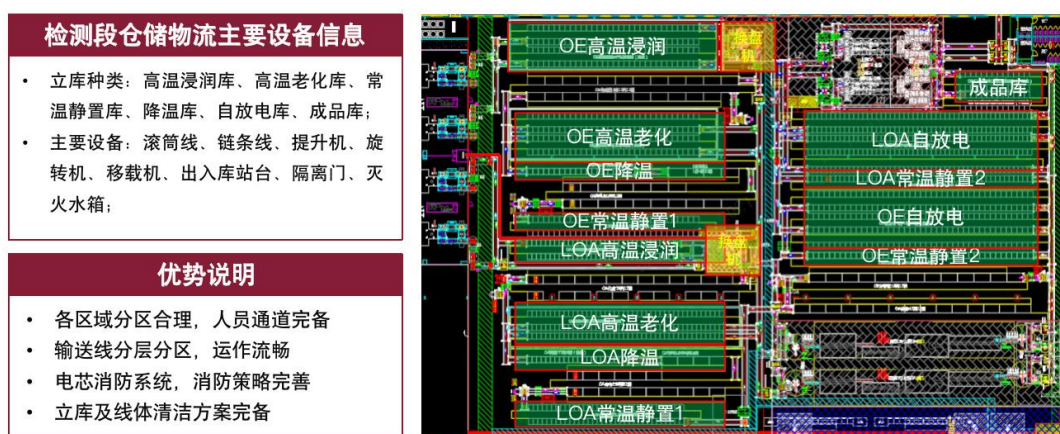 检测段仓储物流主要设备信息
• 立库种类：高温浸润库、高温老化库、常
温静置库、降温库、自放电库、成品库；
• 主要设备：滚筒线、链条线、提升机、旋
转机、移载机、出入库站台、隔离门、灭
火水箱；
优势说明
• 各区域分区合理，人员通道完备
• 输送线分层分区，运作流畅
• 电芯消防系统，消防策略完善
• 立库及线体清洁方案完备
OE高温浸润
换盘
机
OE高温老化
OE降温
OE常温静置1
LOA高温浸润
换盘
机
LOA高温老化
LOA降温
LOA常温静置1
成品库
LOA自放电
LOA常温静置2
OE自放电
OE常温静置2